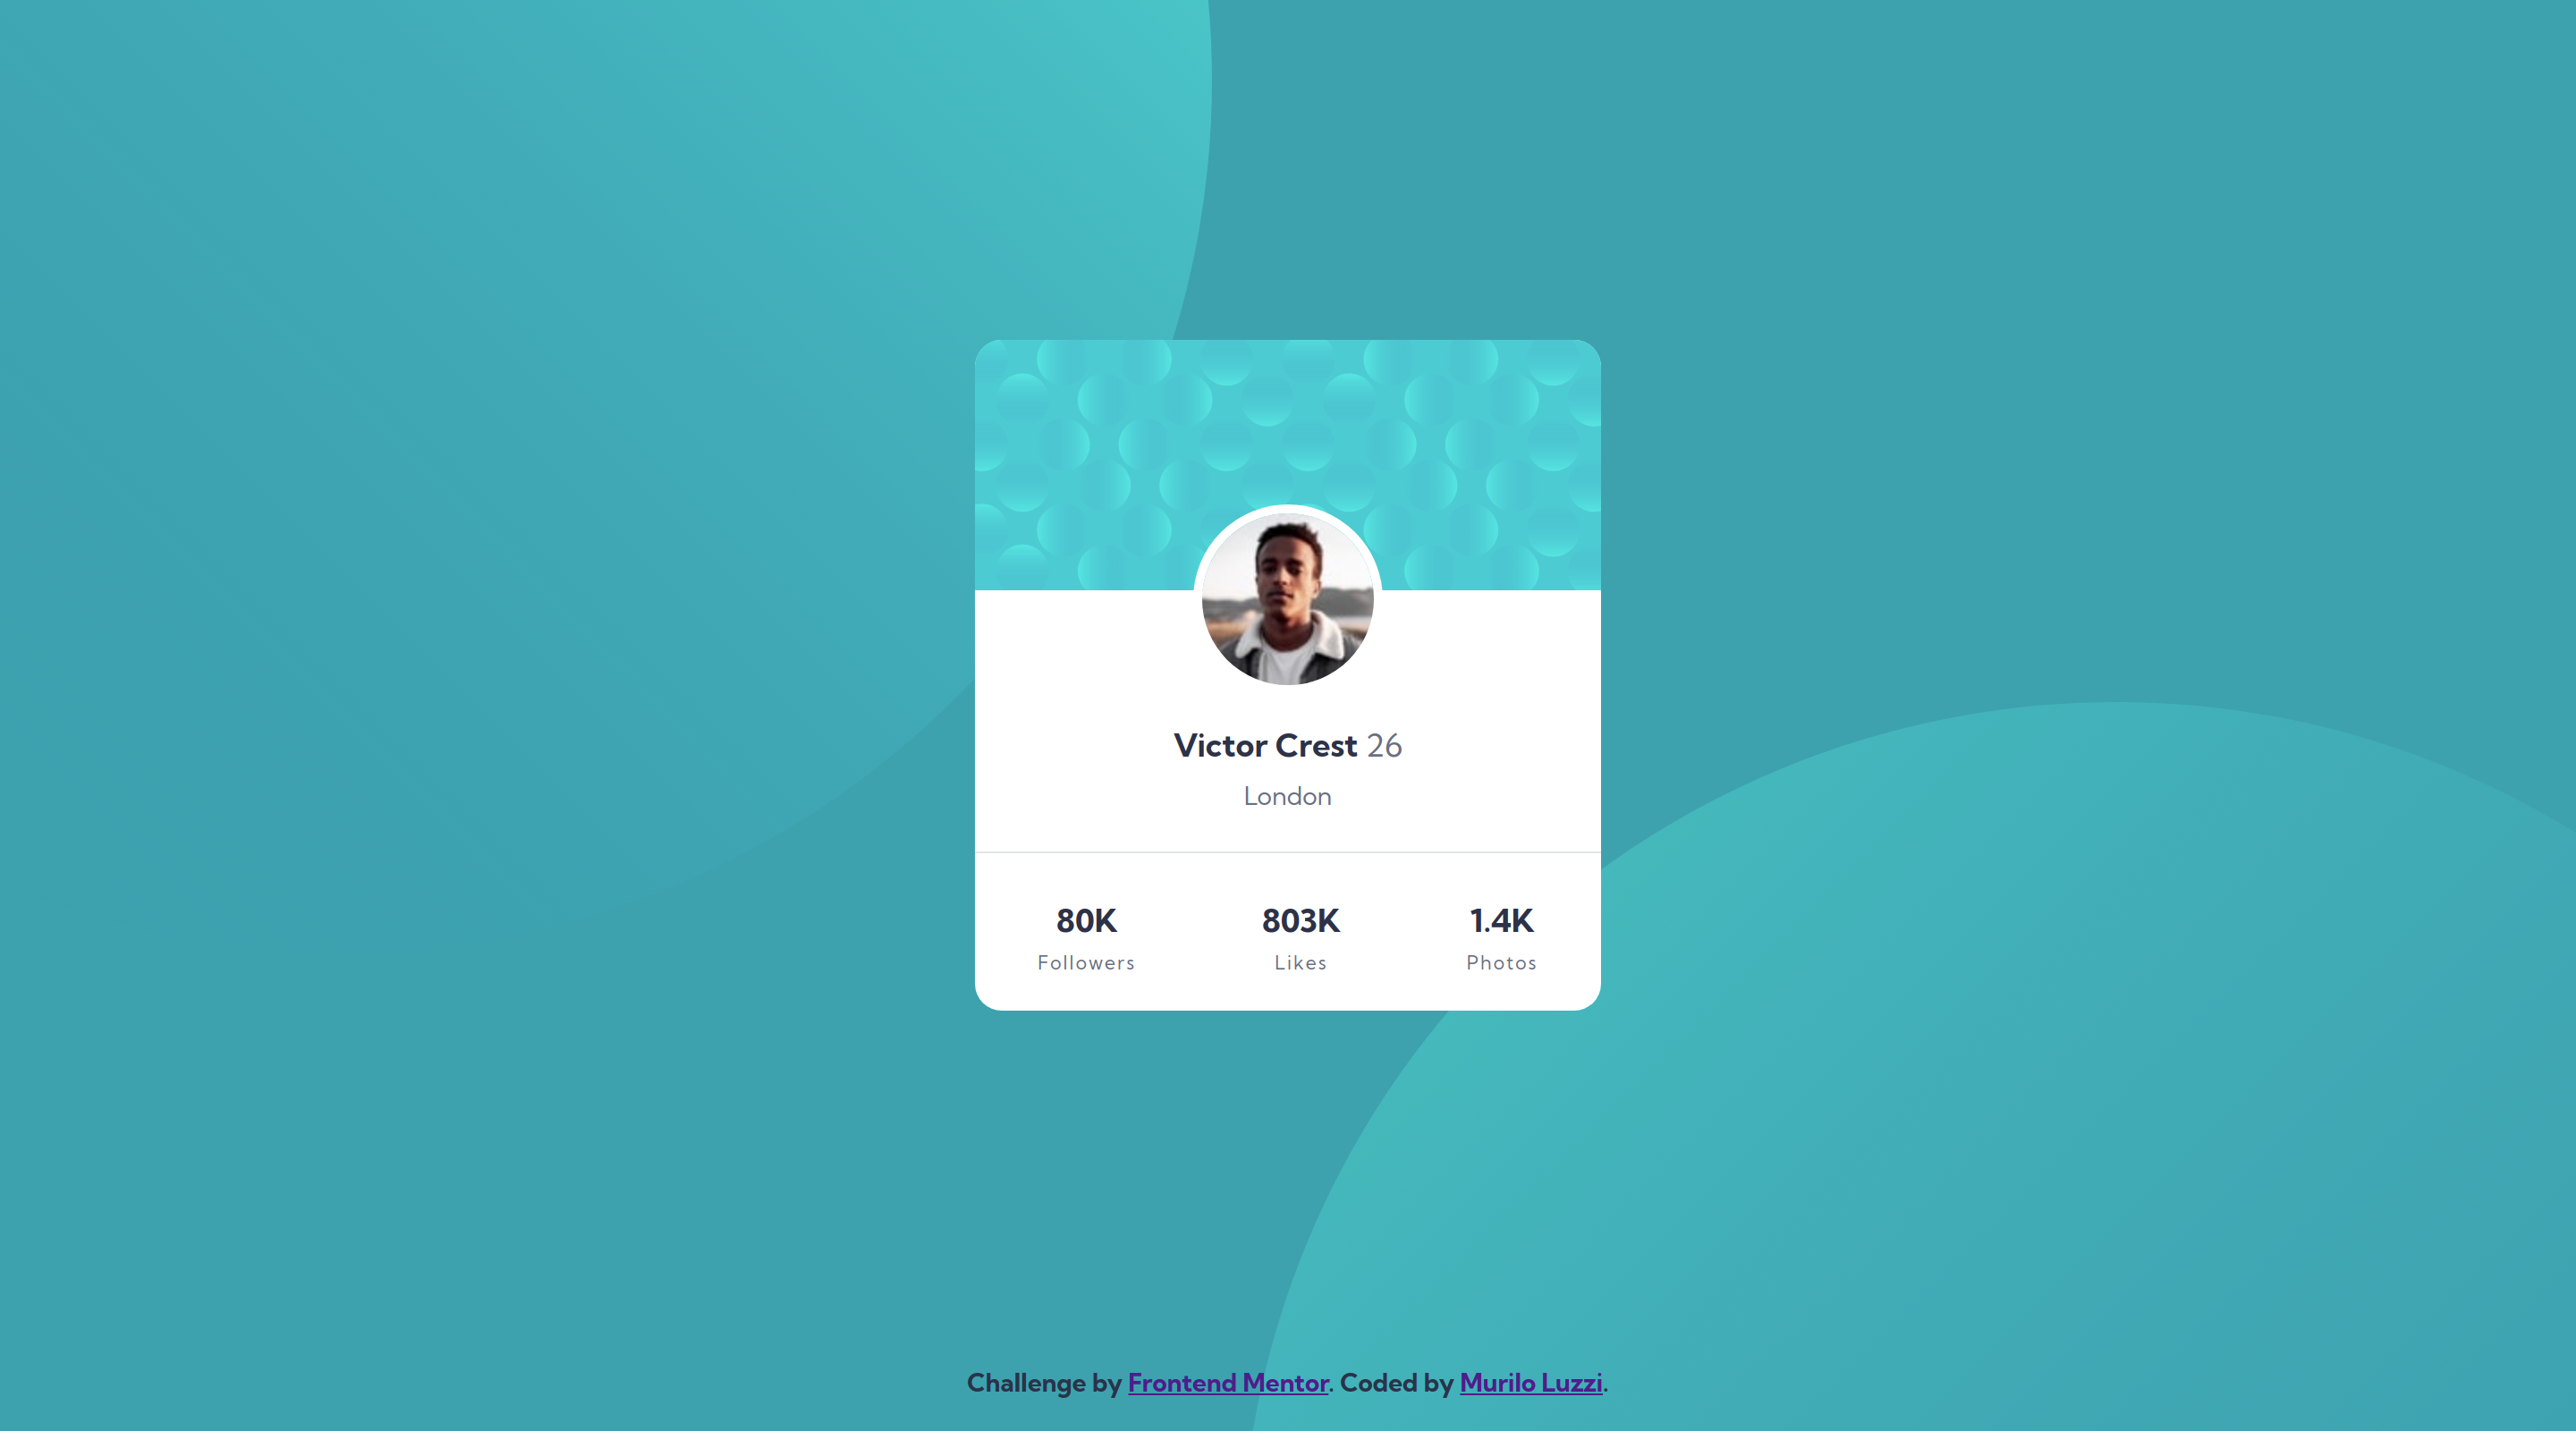 Victor Crest 26
London
80K 803K 1.4K
Followers Likes Photos
Challenge by Frontend Mentor. Coded by Murilo Luzzi.